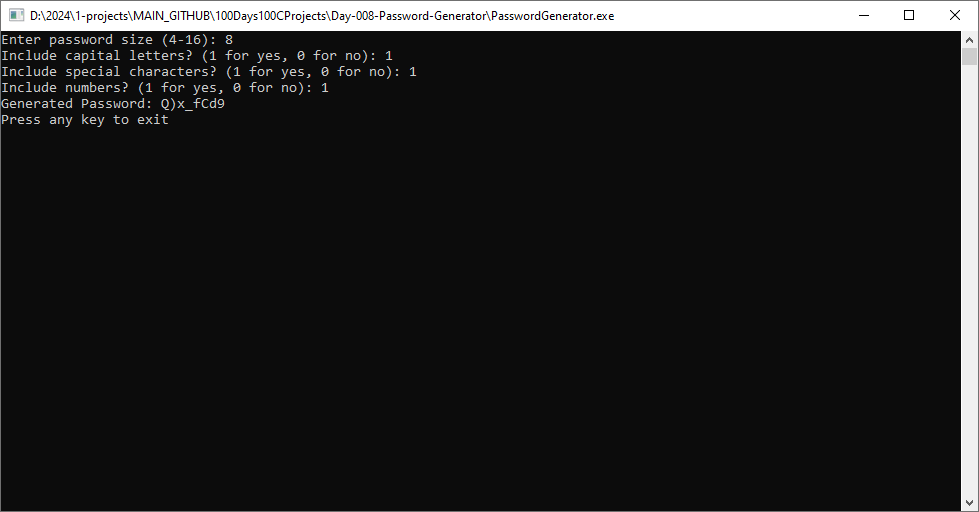 D:\2024\1-projects\MAIN_GITHUB\100Days100CProjects\Day-008-Password-Generator\PasswordGenerator.exe
Enter password size (4-16): 8
Include capital letters? (1 for yes, 0 for no): 1
Include special characters? (1 for yes, 0 for no): 1
Include numbers? (1 for yes, 0 for no): 1
Generated Password: Q)x_fCd9
Press any key to exit